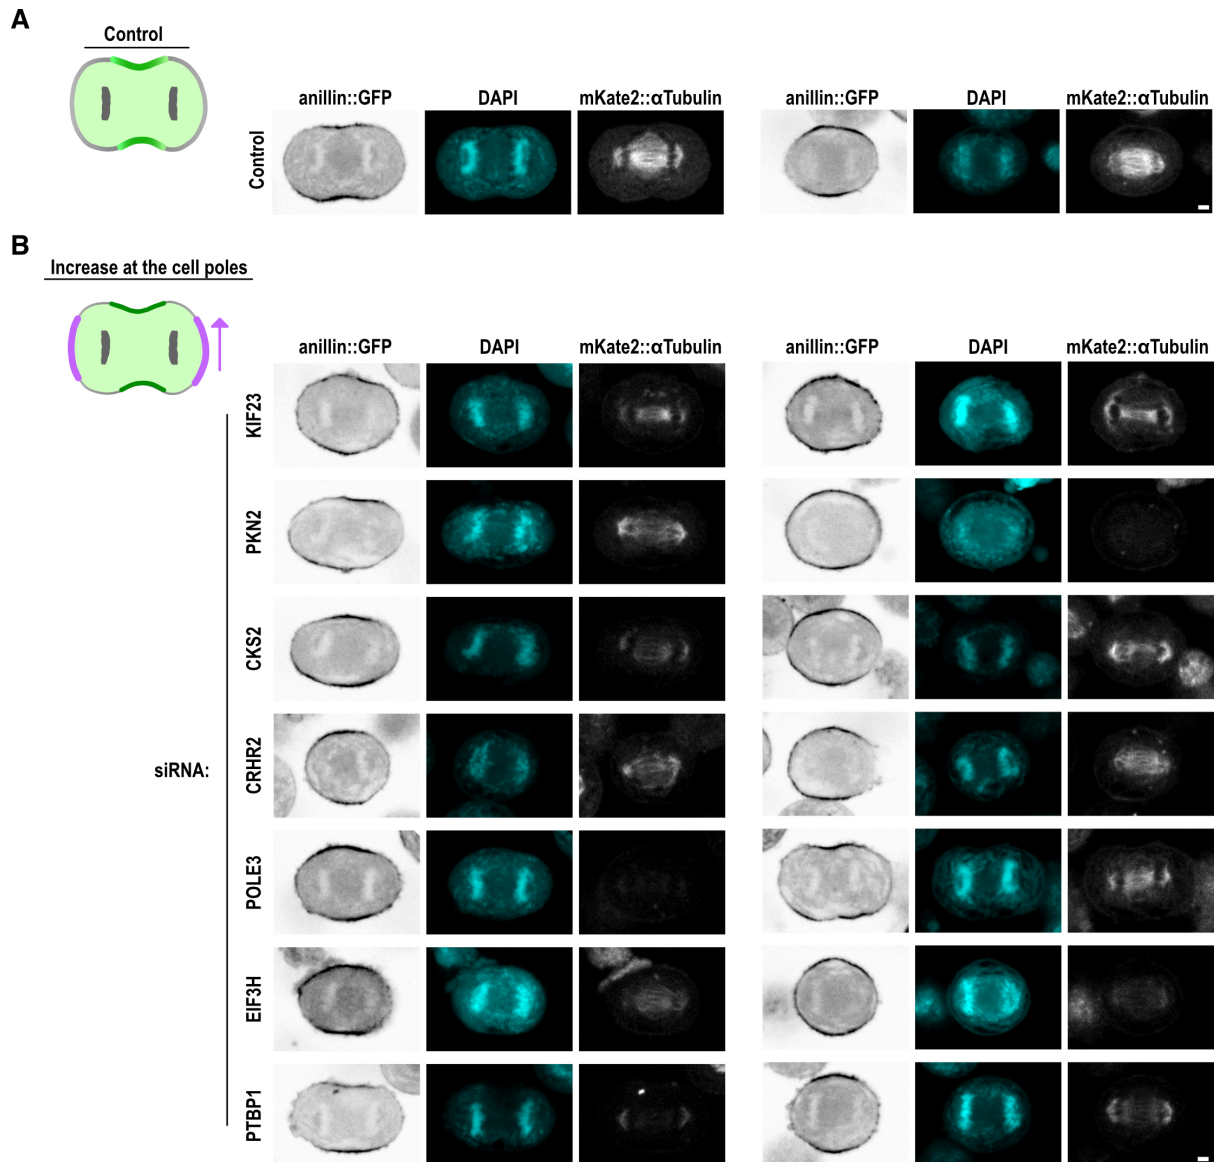 A
Control
anillin::GFP DAPI mKate2::αTubulin anillin::GFP DAPI mKate2::αTubulin
Control
B
Increase at the cell poles
anillin::GFP DAPI mKate2::αTubulin anillin::GFP DAPI mKate2::αTubulin
siRNA:
KIF23
PKN2
CKS2
CRHR2
POLE3
EIF3H
PTBP1